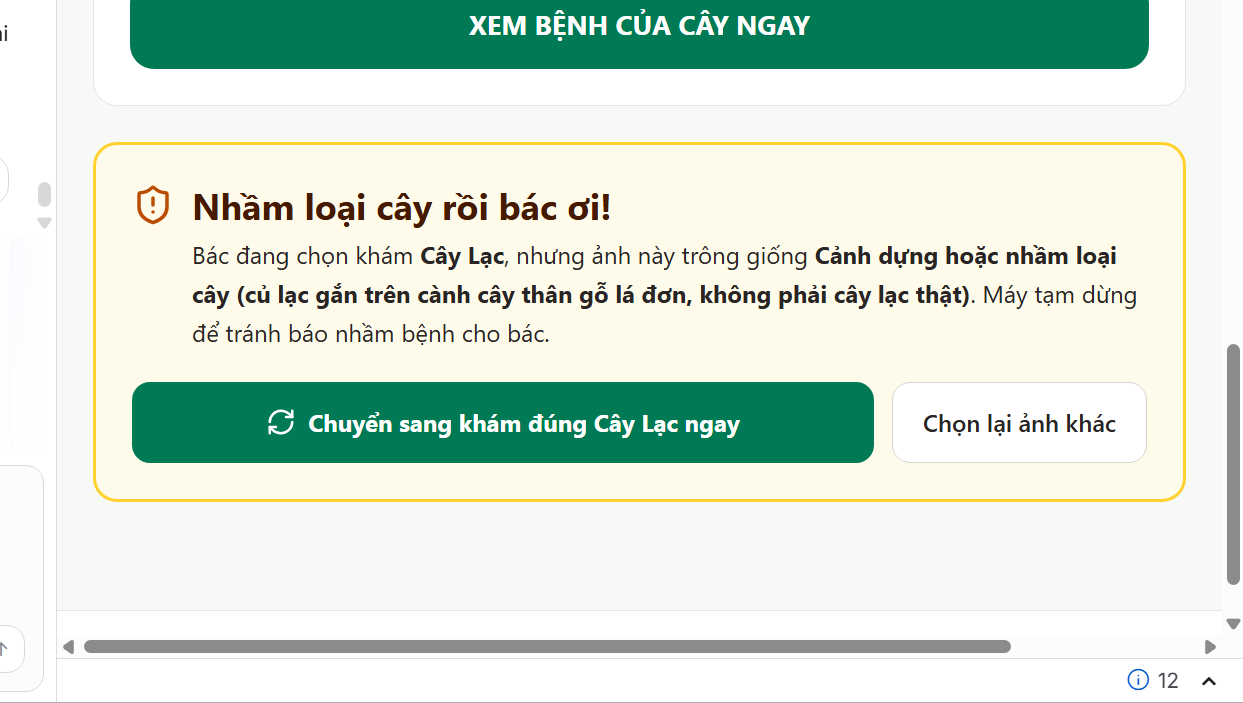 XEM BỆNH CỦA CÂY NGAY
Nhầm loại cây rồi bác ơi!
Bác đang chọn khám Cây Lạc, nhưng ảnh này trông giống Cảnh dựng hoặc nhầm loại
cây (củ lạc gắn trên cành cây thân gỗ lá đơn, không phải cây lạc thật). Máy tạm dừng
để tránh báo nhầm bệnh cho bác.
Chuyển sang khám đúng Cây Lạc ngay
Chọn lại ảnh khác
12